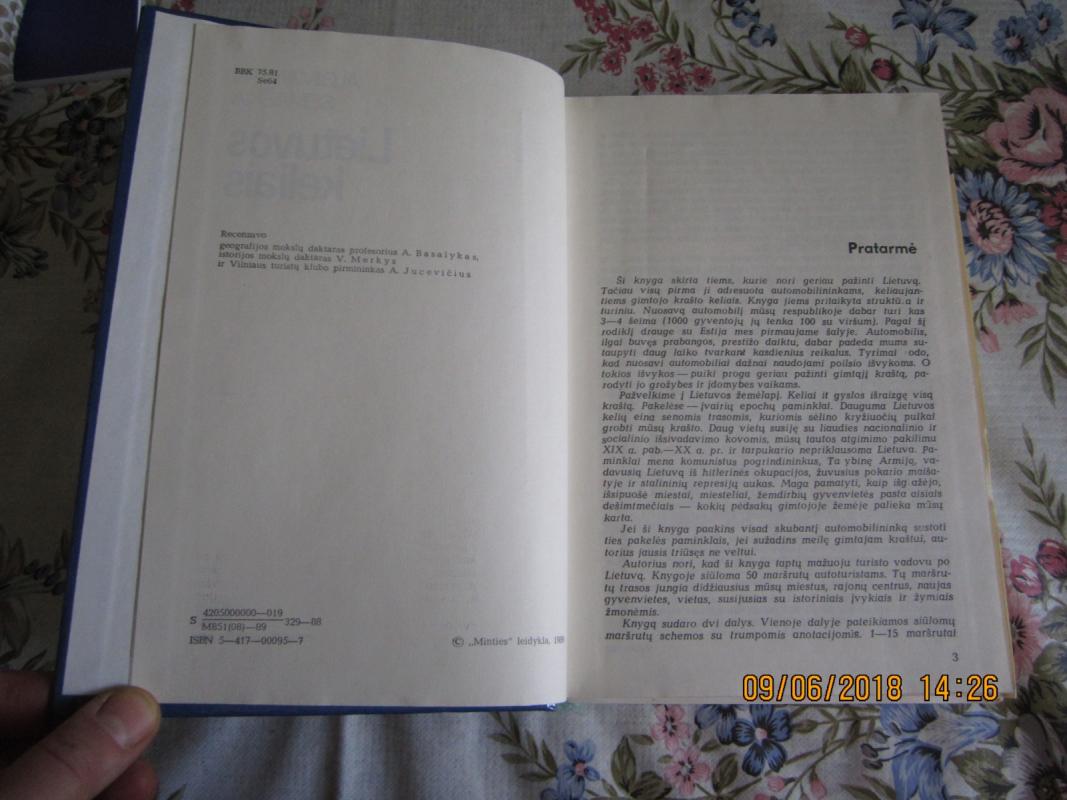 BBK 75.81
Se64
Lietuvos
keliais
Recenzavo
geografijos mokslų daktaras profesorius A. Basalykas,
istorijos mokslų daktaras V. Merkys
ir Vilniaus turistų klubo pirmininkas A. Jucevičius
S 4205000000—019
M851(08)—89
329—88
ISBN 5—417—00095—7
© „Minties“ leidykla, 1989
Pratarmė
Ši knyga skirta tiems, kurie nori geriau pažinti Lietuvą.
Tačiau visų pirma ji adresuota automobilininkams, keliaujan-
tiems gimtojo krašto keliais. Knyga jiems pritaikyta struktū.a ir
turiniu. Nuosavą automobilį mūsų respublikoje dabar turi kas
3—4 šeima (1000 gyventojų jų tenka 100 su viršum). Pagal šį
rodiklį drauge su Estija mes pirmaujame šalyje. Automobilis,
ilgai buvęs prabangos, prestižo daiktu, dabar padeda mums su-
taupyti daug laiko tvarkant kasdienius reikalus. Tyrimai odo,
kad nuosavi automobiliai dažnai naudojami poilsio išvykoms. O
tokios išvykos — puiki proga geriau pažinti gimtąjį kraštą, pa-
rodyti jo grožybes ir įdomybes vaikams.
Pažvelkime į Lietuvos žemėlapį. Keliai it gyslos išraizgę visą
kraštą. Pakelėse — įvairių epochų paminklai. Dauguma Lietuvos
kelių eina senomis trasomis, kuriomis sėlino kryžiuočių pulkai
grobti mūsų krašto. Daug vietų susiję su liaudies nacionalinio ir
socialinio išsivadavimo kovomis, mūsų tautos atgimimo pakilimu
XIX a. pab.—XX a. pr. ir tarpukario nepriklausoma Lietuva. Pa-
minklai mena komunistus pogrindininkus, Ta ybinę Armiją, va-
davusią Lietuvą iš hitlerinės okupacijos, žuvusius pokario maiša-
tyje ir stalininių represijų aukas. Maga pamatyti, kaip išg ažėjo,
išsipuošė miestai, miesteliai, žemdirbių gyvenvietės pasta aisiais
dešimtmečiais — kokių pėdsakų gimtojoje žemėje palieka mūsų
karta.
Jei ši knyga paakins visad skubantį automobilininką sustoti
ties pakelės paminklais, jei sužadins meilę gimtajam kraštui, au-
torius jausis triūsęs ne veltui.
Autorius nori, kad ši knyga taptų mažuoju turisto vadovu po
Lietuvą. Knygoje siūloma 50 maršrutų autoturistams. Tų maršru-
tų trasos jungia didžiausius mūsų miestus, rajonų centrus, naujas
gyvenvietes, vietas, susijusias su istoriniais įvykiais ir žymiais
žmonėmis.
Knygą sudaro dvi dalys. Vienoje dalyje pateikiamos siūlomų
maršrutų schemos su trumpomis anotacijomis. 1—15 maršrutai
3
09/06/2018 14:26